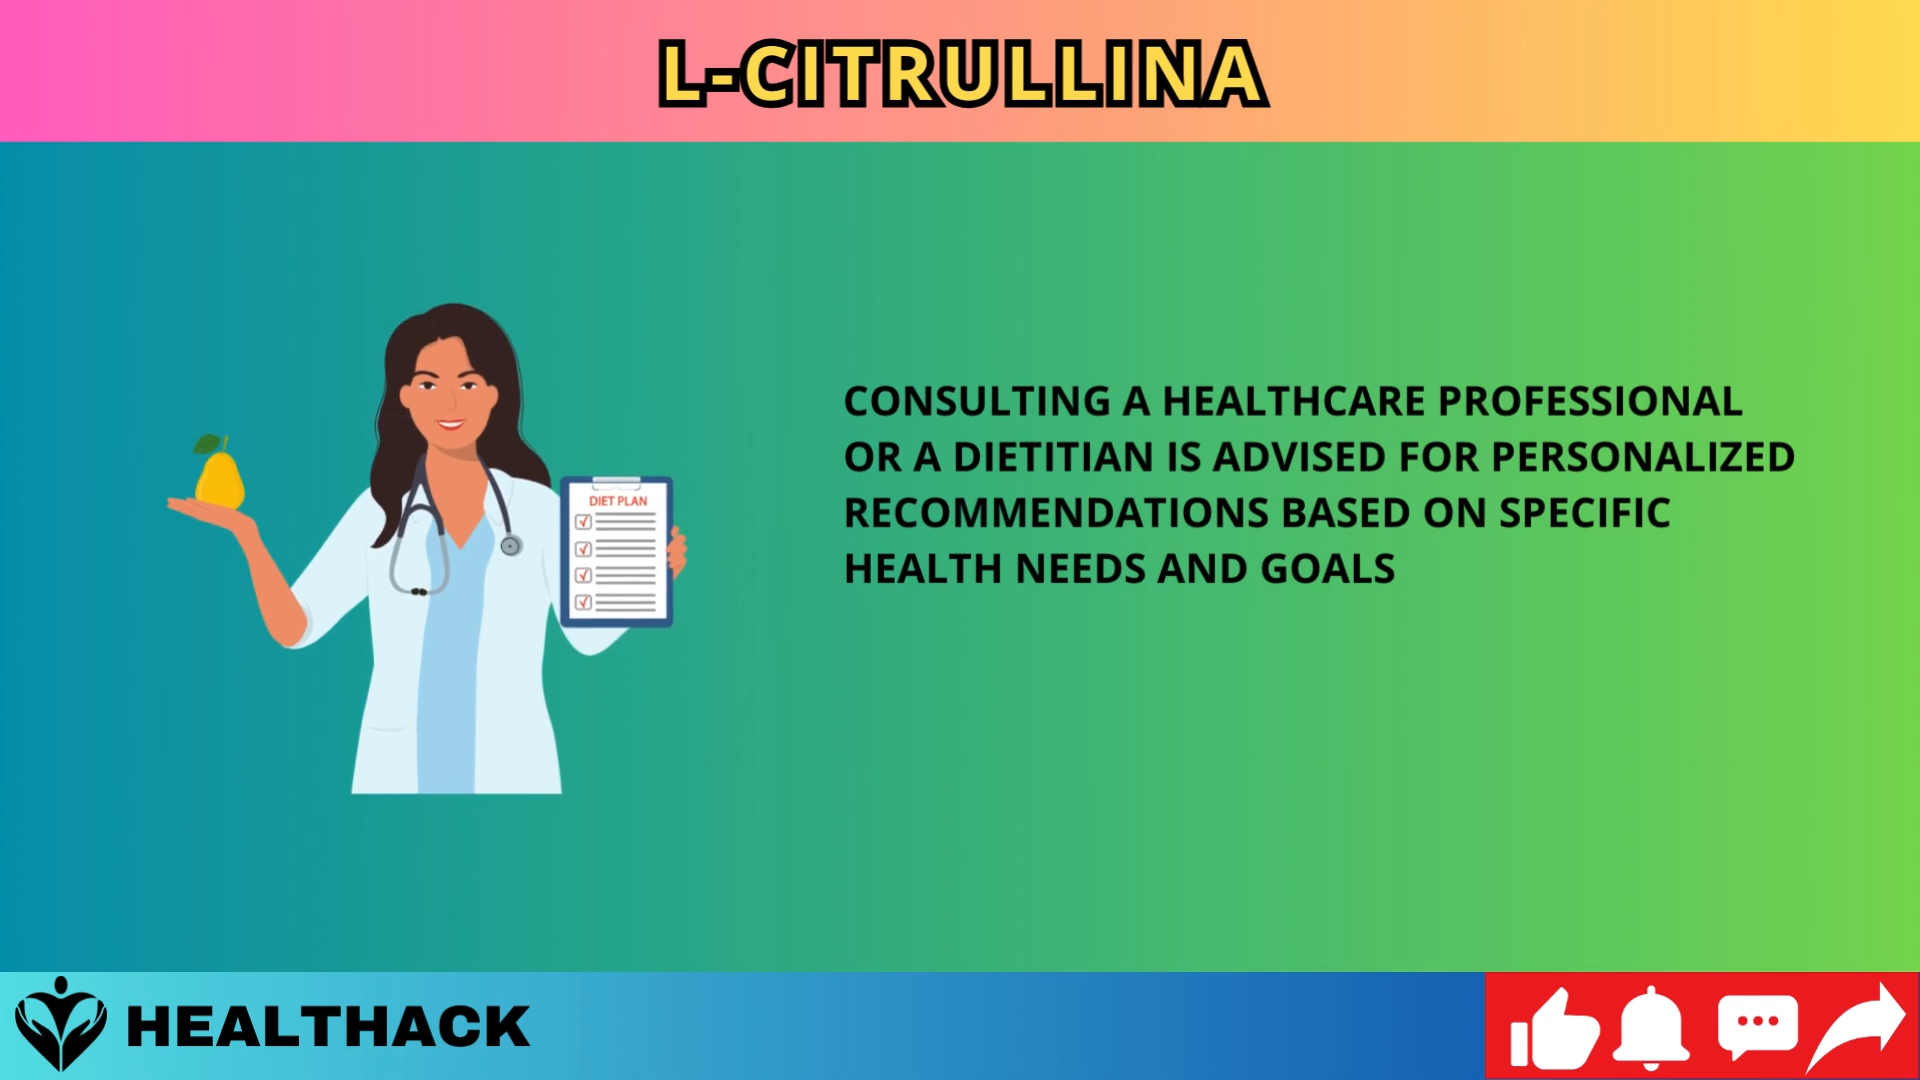 L-CITRULLINA
CONSULTING A HEALTHCARE PROFESSIONAL
OR A DIETITIAN IS ADVISED FOR PERSONALIZED
RECOMMENDATIONS BASED ON SPECIFIC
HEALTH NEEDS AND GOALS
DIET PLAN
HEALTHACK